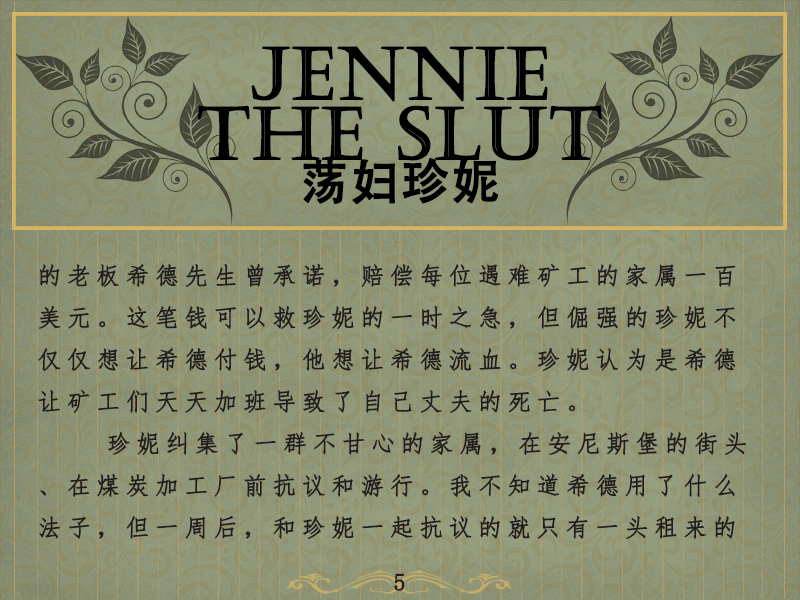 JENNIE
THE SLUT
荡妇珍妮
的老板希德先生曾承诺，赔偿每位遇难矿工的家属一百
美元。这笔钱可以救珍妮的一时之急，但倔强的珍妮不
仅仅想让希德付钱，他想让希德流血。珍妮认为是希德
让矿工们天天加班导致了自己丈夫的死亡。
珍妮纠集了一群不甘心的家属，在安尼斯堡的街头
、在煤炭加工厂前抗议和游行。我不知道希德用了什么
法子，但一周后，和珍妮一起抗议的就只有一头租来的
5